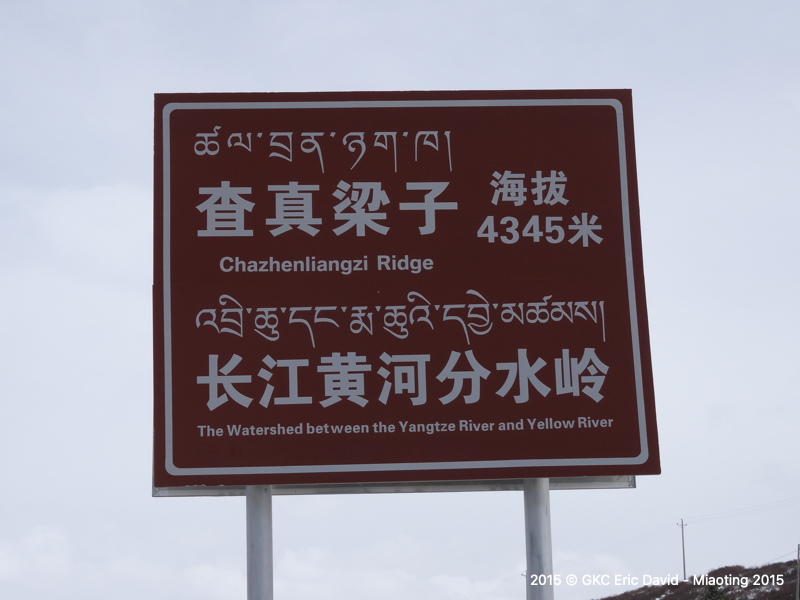 ཚལ་བྲན་ཉག་ཁ།
查真梁子
海拔
4345米
Chazhenliangzi Ridge
འབྲི་ཆུ་དང་རྨ་ཆུའི་དབྱེ་མཚམས།
长江黄河分水岭
The Watershed between the Yangtze River and Yellow River
2015 © GKC Eric David - Miaoting 2015